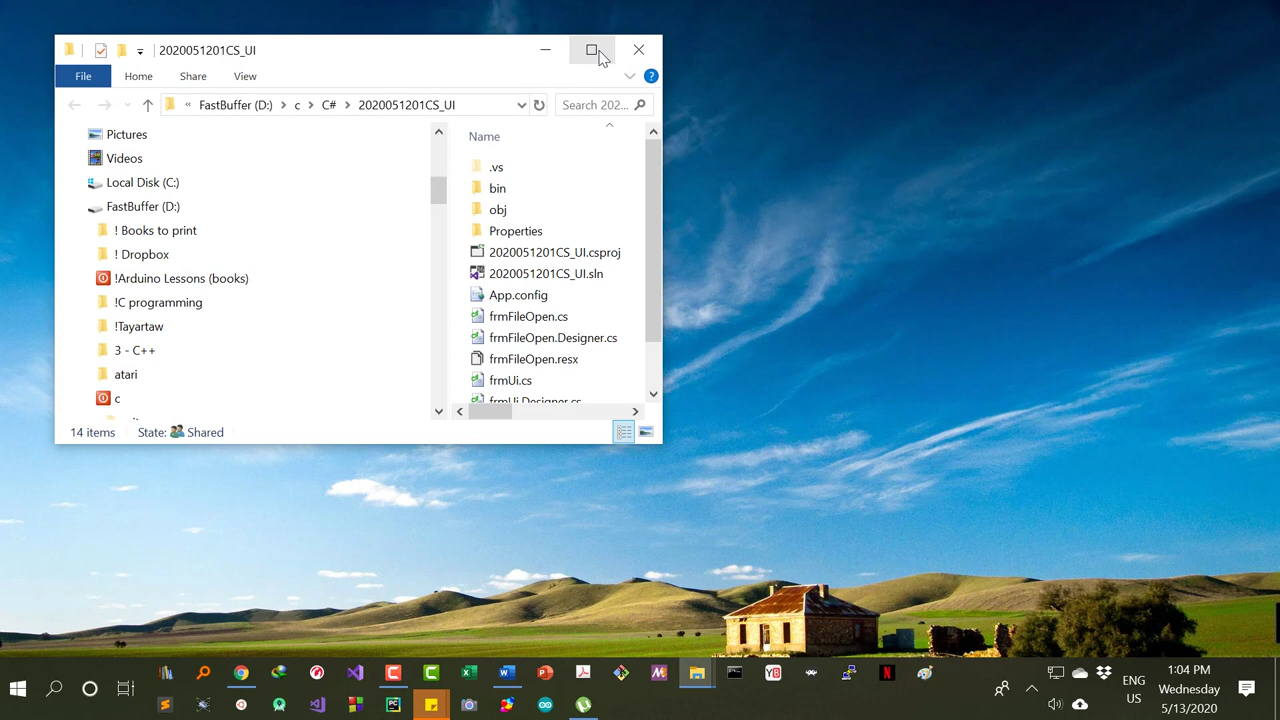 2020051201CS_UI
File Home Share View
« FastBuffer (D:) > c > C# > 2020051201CS_UI
Search 202...
Pictures
Videos
Local Disk (C:)
FastBuffer (D:)
! Books to print
! Dropbox
!Arduino Lessons (books)
!C programming
!Tayartaw
3 - C++
atari
c
Name
.vs
bin
obj
Properties
2020051201CS_UI.csproj
2020051201CS_UI.sln
App.config
frmFileOpen.cs
frmFileOpen.Designer.cs
frmFileOpen.resx
frmUi.cs
frmUi.Designer.cs
14 items State: Shared
ENG
US
1:04 PM
Wednesday
5/13/2020